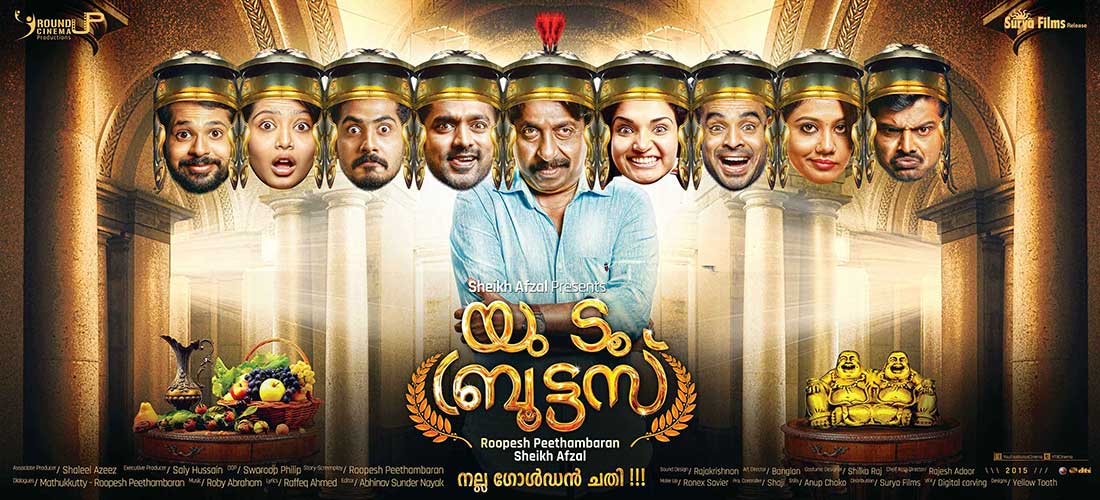 ROUND UP
CINEMA
Productions
Surya Films Release
Sheikh Afzal Presents
യു ടൂ
ബ്രൂട്ടസ്
Roopesh Peethambaran
Sheikh Afzal
നല്ല ഗോൾഡൻ ചതി !!!
Associate Producer / Shaleel Azeez Executive Producer / Saly Hussain DOP / Swaroop Philip Story-Screenplay / Roopesh Peethambaran
Dialogues / Mathukkutty - Roopesh Peethambaran Music / Roby Abraham Lyrics / Raffeq Ahmed Editor / Abhinav Sunder Nayak
Sound Design / Rajakrishnan Art Director / Banglan Costume Designer / Shilka Raj Rajesh Adoor
Make Up / Ronex Savier Pro. Controller / Shaji Stills / Anup Chako Distribution / Surya Films VFX / Digital carving Designs / Yellow Tooth
\\\ 2015 ///